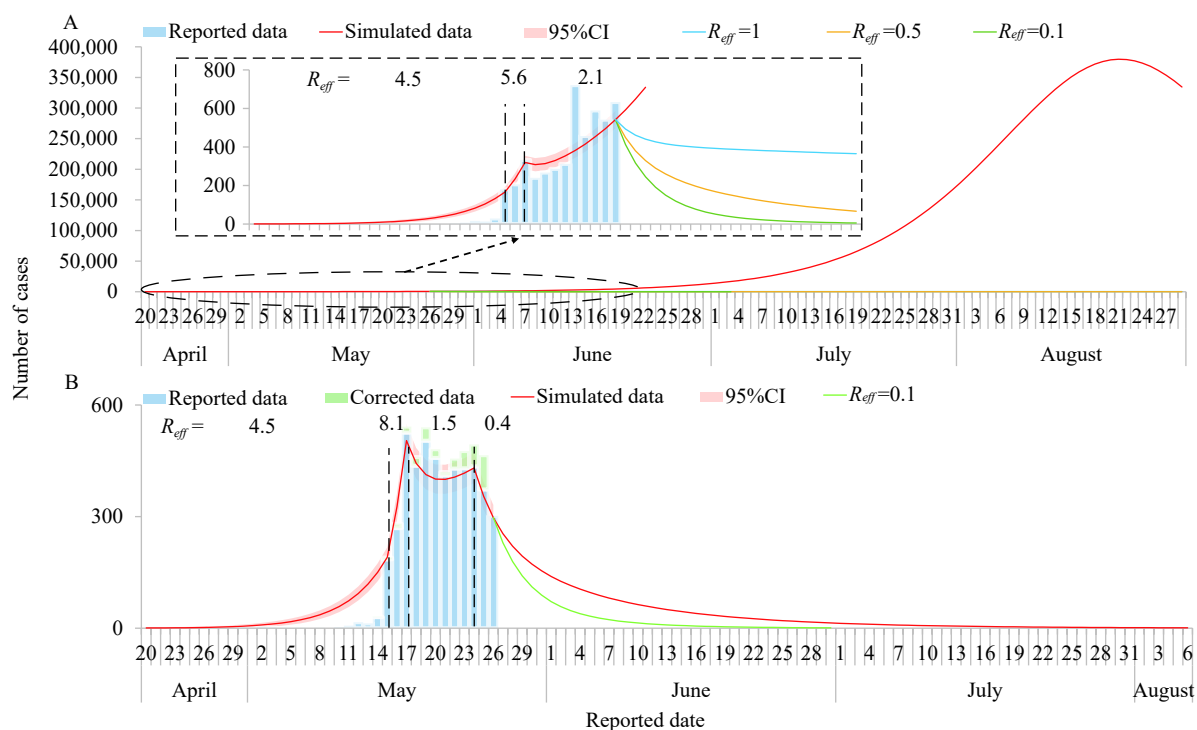 A
Reported data Simulated data 95%CI Reff=1 Reff=0.5 Reff=0.1
400,000
350,000
300,000
250,000
200,000
150,000
100,000
50,000
0
800
600
400
200
0
Reff = 4.5 5.6 2.1
20 23 26 29 2 5 8 11 14 17 20 23 26 29 1 4 7 10 13 16 19 22 25 28 1 4 7 10 13 16 19 22 25 28 31 3 6 9 12 15 18 21 24 27
April May June July August
Number of cases
B
Reported data Corrected data Simulated data 95%CI Reff=0.1
Reff = 4.5 8.1 1.5 0.4
600
300
0
20 23 26 29 2 5 8 11 14 17 20 23 26 29 1 4 7 10 13 16 19 22 25 28 1 4 7 10 13 16 19 22 25 28 31 3 6
April May June July August
Reported date